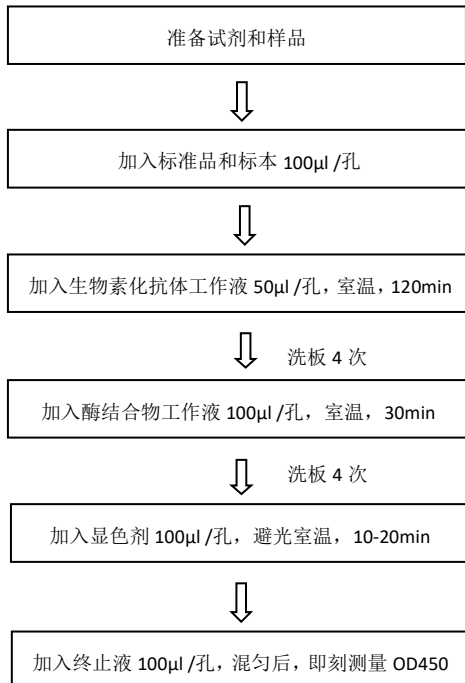 准备试剂和样品
加入标准品和标本 100μl /孔
加入生物素化抗体工作液 50μl /孔，室温，120min
洗板 4 次
加入酶结合物工作液 100μl /孔，室温，30min
洗板 4 次
加入显色剂 100μl /孔，避光室温，10-20min
加入终止液 100μl /孔，混匀后，即刻测量 OD450